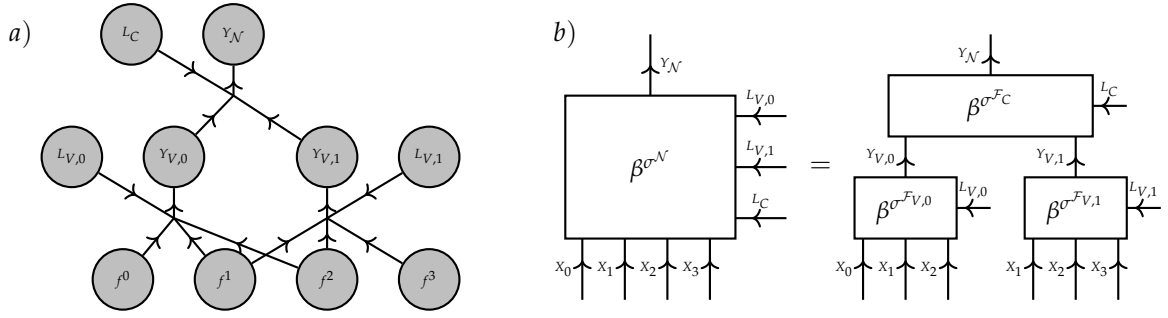 a)
L_C Y_𝒩
L_{V,0} Y_{V,0} Y_{V,1} L_{V,1}
f^0 f^1 f^2 f^3
b)
Y_𝒩
β^{σ^𝒩}
L_{V,0}
L_{V,1}
L_C
X_0 X_1 X_2 X_3
=
Y_𝒩
β^{σ^{ℱ_C}}
L_C
Y_{V,0} Y_{V,1}
β^{σ^{ℱ_{V,0}}} L_{V,0} β^{σ^{ℱ_{V,1}}} L_{V,1}
X_0 X_1 X_2 X_1 X_2 X_3